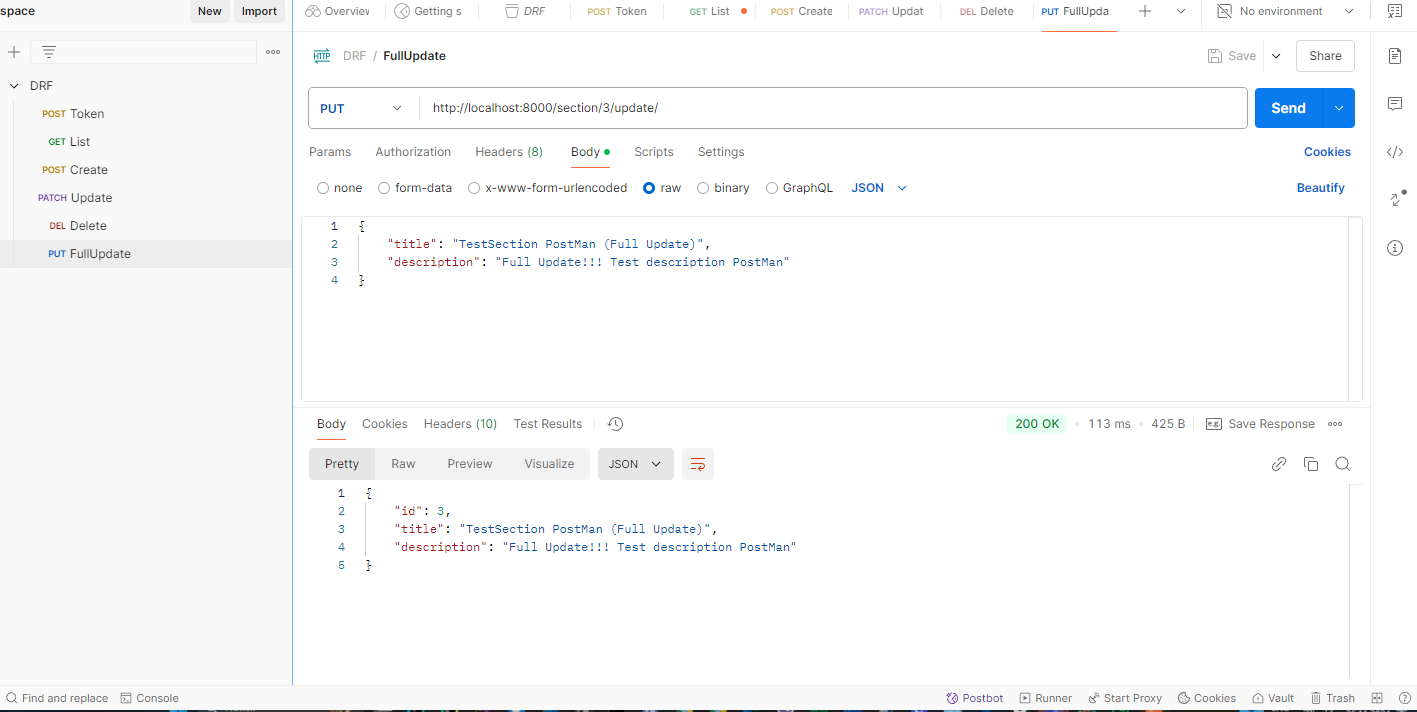 space New Import Overviev Getting s DRF POST Token GET List POST Create PATCH Updat DEL Delete PUT FullUpda No environment
DRF / FullUpdate Save Share
DRF
PUT http://localhost:8000/section/3/update/ Send
POST Token
GET List
POST Create
PATCH Update
DEL Delete
PUT FullUpdate
Params Authorization Headers (8) Body Scripts Settings Cookies
none form-data x-www-form-urlencoded raw binary GraphQL JSON Beautify
1 {
2 "title": "TestSection PostMan (Full Update)",
3 "description": "Full Update!!! Test description PostMan"
4 }
Body Cookies Headers (10) Test Results 200 OK • 113 ms • 425 B e.g. Save Response
Pretty Raw Preview Visualize JSON
1 {
2 "id": 3,
3 "title": "TestSection PostMan (Full Update)",
4 "description": "Full Update!!! Test description PostMan"
5 }
Find and replace Console Postbot Runner Start Proxy Cookies Vault Trash